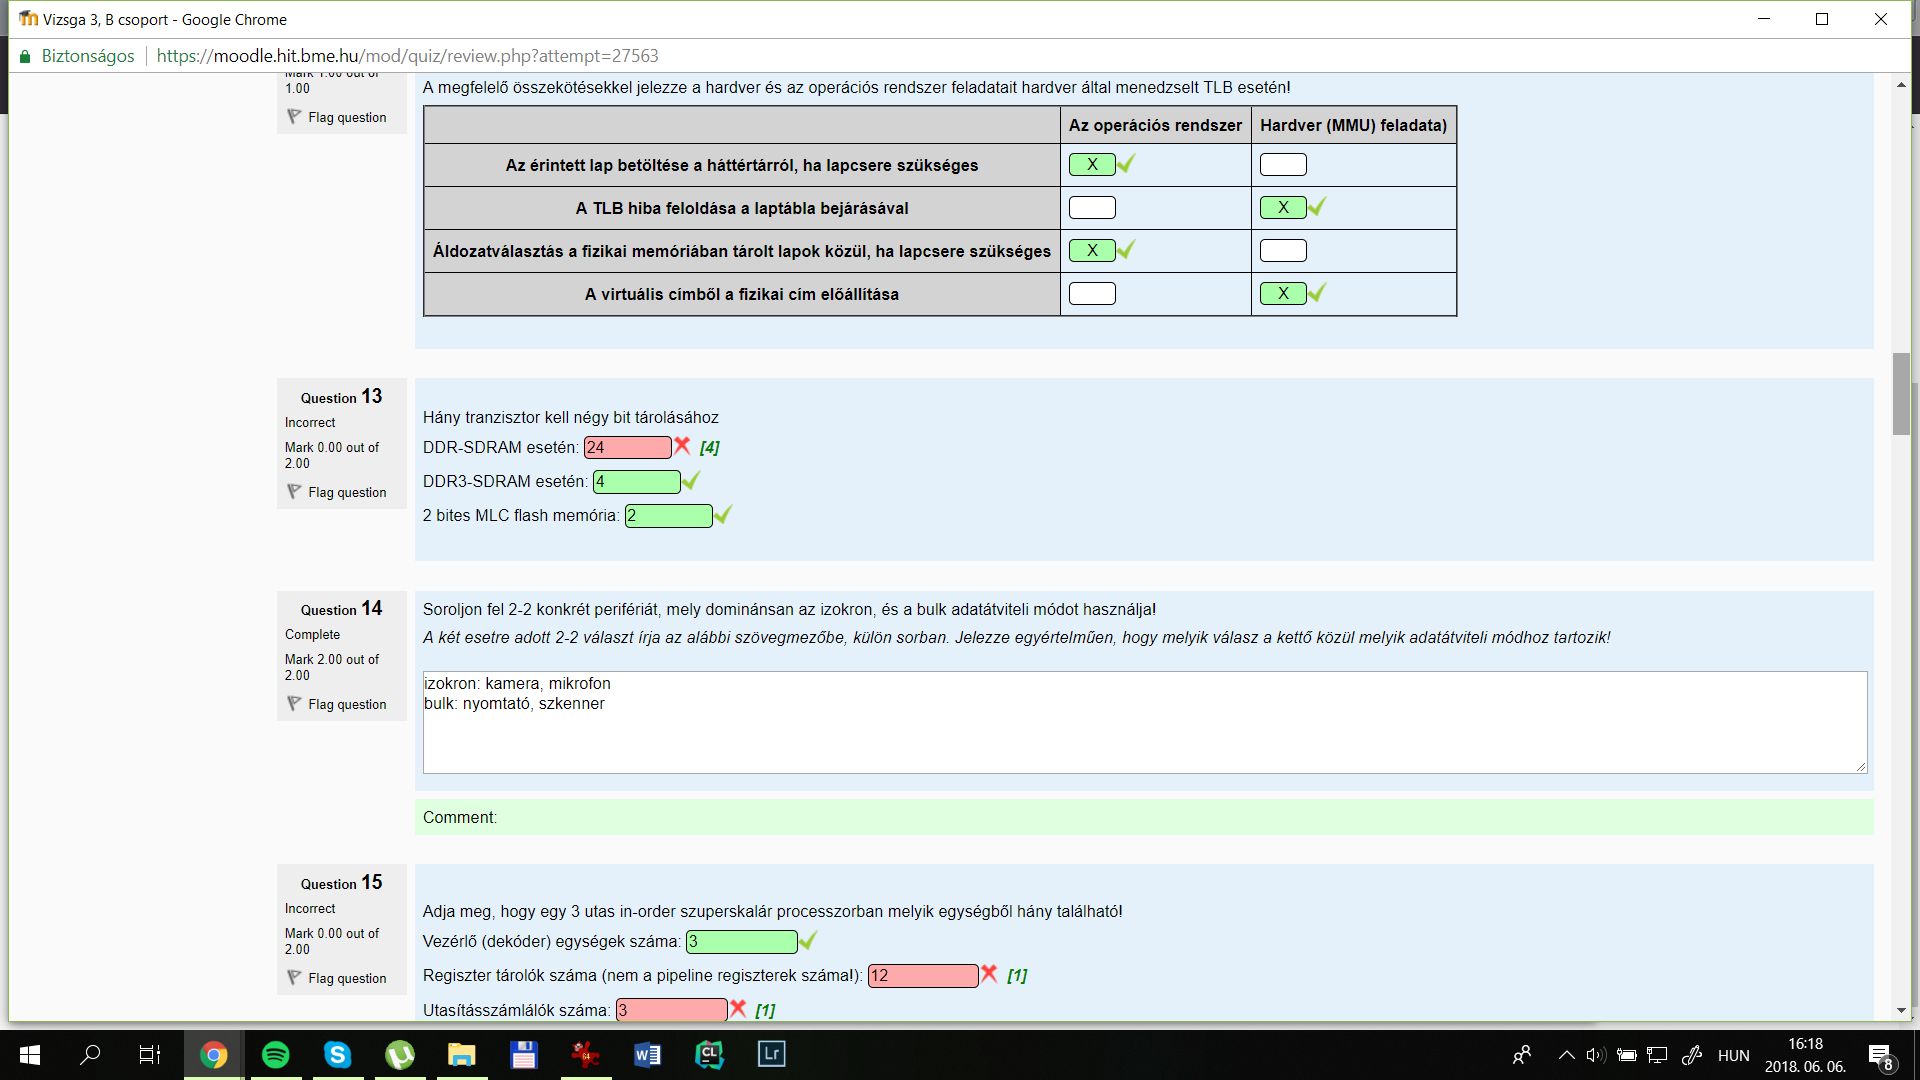 Vizsga 3, B csoport - Google Chrome
Biztonságos
https://moodle.hit.bme.hu/mod/quiz/review.php?attempt=27563
Mark 1.00 out of
1.00
Flag question
A megfelelő összekötésekkel jelezze a hardver és az operációs rendszer feladatait hardver által menedzselt TLB esetén!
Az operációs rendszer Hardver (MMU) feladata)
Az érintett lap betöltése a háttértárról, ha lapcsere szükséges X
A TLB hiba feloldása a laptábla bejárásával X
Áldozatválasztás a fizikai memóriában tárolt lapok közül, ha lapcsere szükséges X
A virtuális címből a fizikai cím előállítása X
Question 13
Incorrect
Mark 0.00 out of
2.00
Flag question
Hány tranzisztor kell négy bit tárolásához
DDR-SDRAM esetén: 24 [4]
DDR3-SDRAM esetén: 4
2 bites MLC flash memória: 2
Question 14
Complete
Mark 2.00 out of
2.00
Flag question
Soroljon fel 2-2 konkrét perifériát, mely dominánsan az izokron, és a bulk adatátviteli módot használja!
A két esetre adott 2-2 választ írja az alábbi szövegmezőbe, külön sorban. Jelezze egyértelműen, hogy melyik válasz a kettő közül melyik adatátviteli módhoz tartozik!
izokron: kamera, mikrofon
bulk: nyomtató, szkenner
Comment:
Question 15
Incorrect
Mark 0.00 out of
2.00
Flag question
Adja meg, hogy egy 3 utas in-order szuperskalár processzorban melyik egységből hány található!
Vezérlő (dekóder) egységek száma: 3
Regiszter tárolók száma (nem a pipeline regiszterek száma!): 12 [1]
Utasításszámlálók száma: 3 [1]
64
CL
Lr
HUN
16:18
2018. 06. 06.
8